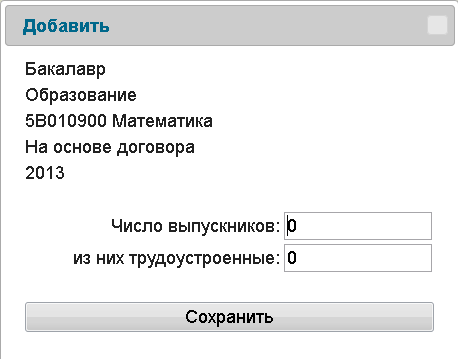 Добавить
Бакалавр
Образование
5B010900 Математика
На основе договора
2013
Число выпускников: 0
из них трудоустроенные: 0
Сохранить